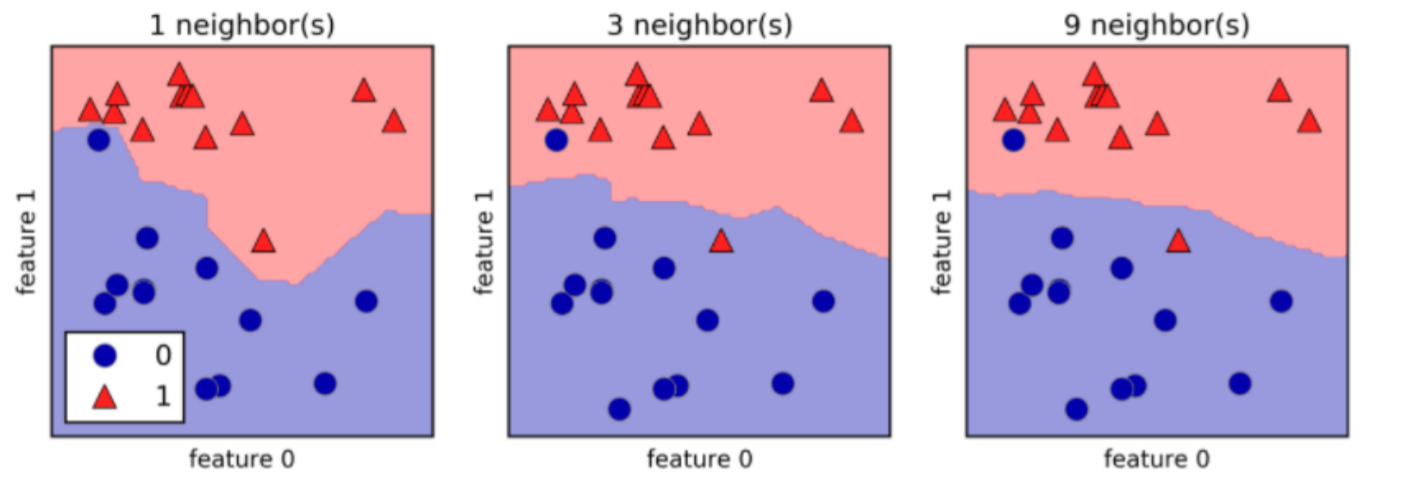 1 neighbor(s)
feature 1
0
1
feature 0
3 neighbor(s)
feature 1
feature 0
9 neighbor(s)
feature 1
feature 0